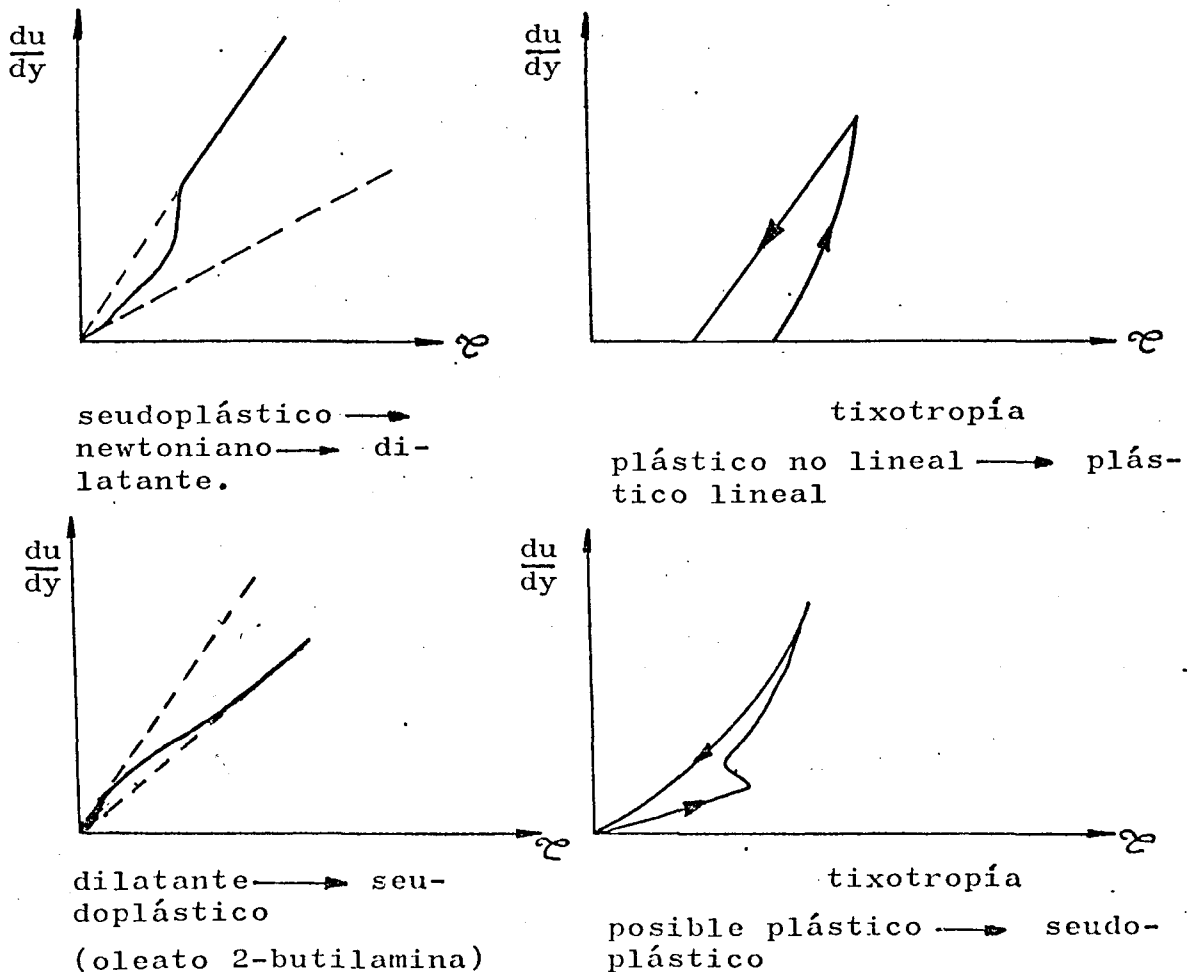 du
dy
τ
seudoplástico → 
newtoniano → di-
latante.
du
dy
τ
tixotropía
plástico no lineal → plás-
tico lineal
du
dy
τ
dilatante → seu-
doplástico
(oleato 2-butilamina)
du
dy
τ
tixotropía
posible plástico → seudo-
plástico